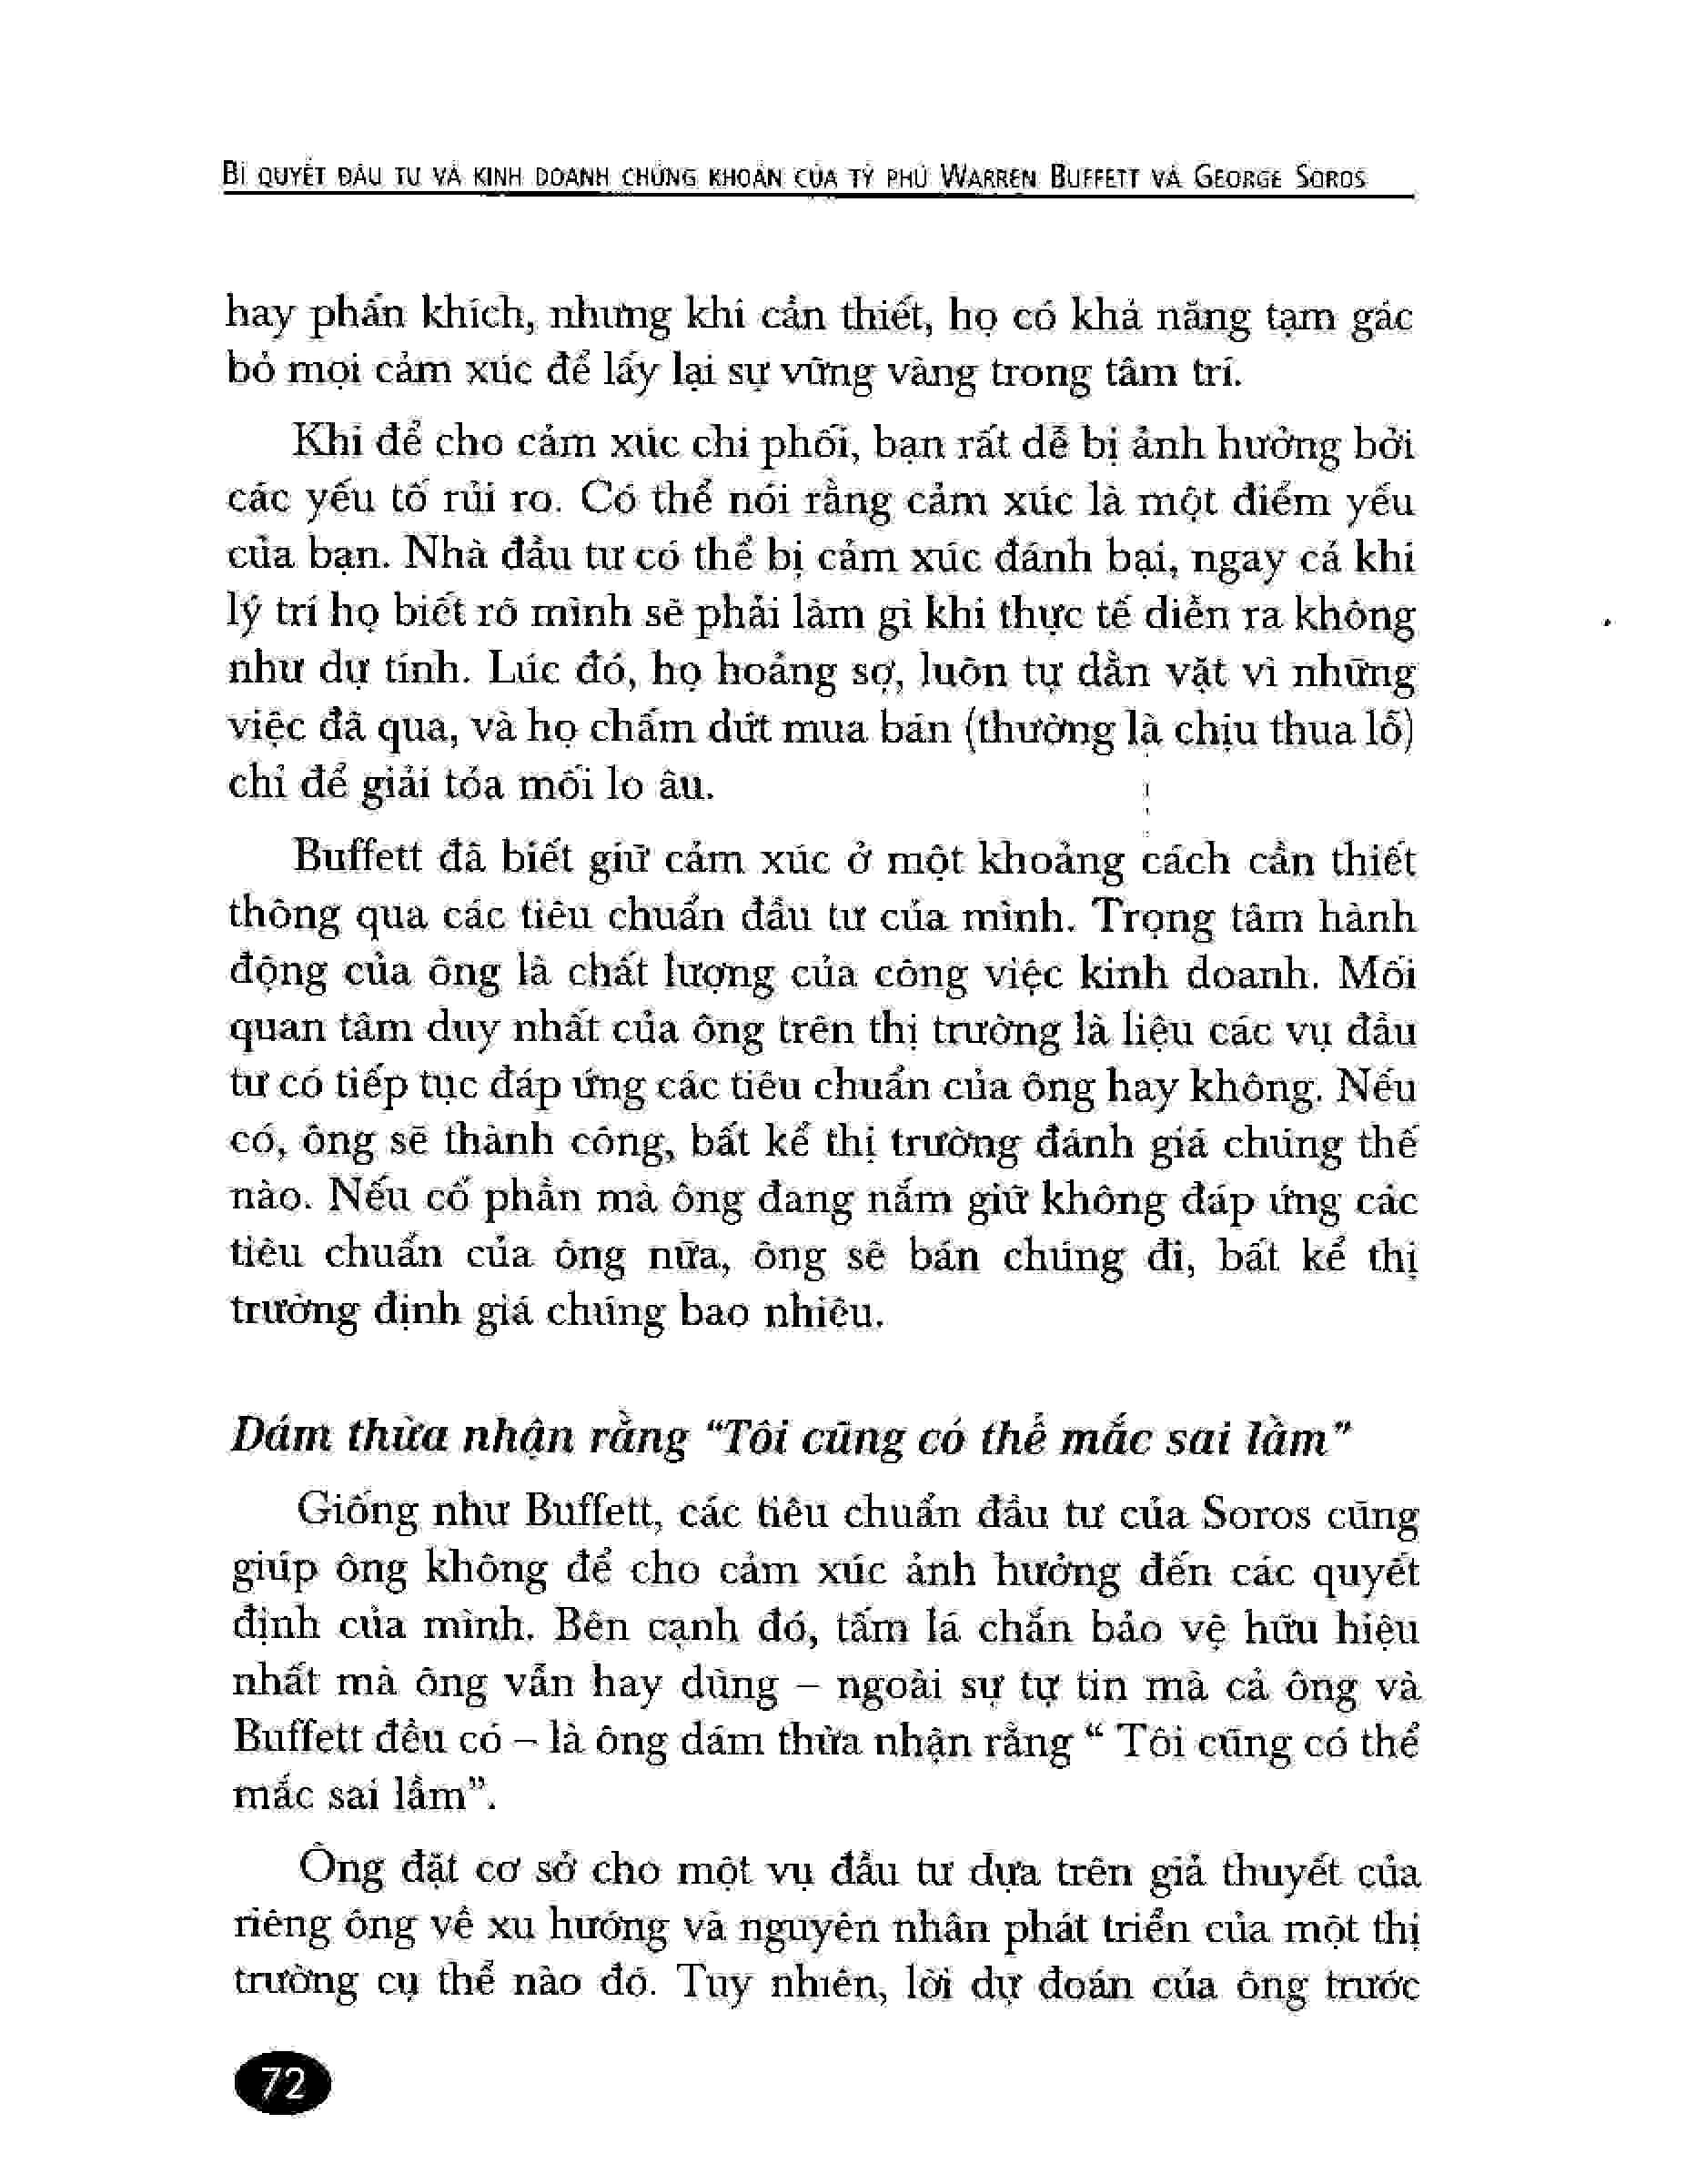 BÍ QUYẾT ĐẦU TƯ VÀ KINH DOANH CHỨNG KHOÁN CỦA TỶ PHÚ WARREN BUFFETT VÀ GEORGE SOROS
hay phấn khích, nhưng khi cần thiết, họ có khả năng tạm gác
bỏ mọi cảm xúc để lấy lại sự vững vàng trong tâm trí.
Khi để cho cảm xúc chi phối, bạn rất dễ bị ảnh hưởng bởi
các yếu tố rủi ro. Có thể nói rằng cảm xúc là một điểm yếu
của bạn. Nhà đầu tư có thể bị cảm xúc đánh bại, ngay cả khi
lý trí họ biết rõ mình sẽ phải làm gì khi thực tế diễn ra không
như dự tính. Lúc đó, họ hoảng sợ, luôn tự dằn vặt vì những
việc đã qua, và họ chấm dứt mua bán (thường là chịu thua lỗ)
chỉ để giải tỏa mối lo âu.
Buffett đã biết giữ cảm xúc ở một khoảng cách cần thiết
thông qua các tiêu chuẩn đầu tư của mình. Trọng tâm hành
động của ông là chất lượng của công việc kinh doanh. Mối
quan tâm duy nhất của ông trên thị trường là liệu các vụ đầu
tư có tiếp tục đáp ứng các tiêu chuẩn của ông hay không. Nếu
có, ông sẽ thành công, bất kể thị trường đánh giá chúng thế
nào. Nếu cổ phần mà ông đang nắm giữ không đáp ứng các
tiêu chuẩn của ông nữa, ông sẽ bán chúng đi, bất kể thị
trường định giá chúng bao nhiêu.
Dám thừa nhận rằng “Tôi cũng có thể mắc sai lầm”
Giống như Buffett, các tiêu chuẩn đầu tư của Soros cũng
giúp ông không để cho cảm xúc ảnh hưởng đến các quyết
định của mình. Bên cạnh đó, tấm lá chắn bảo vệ hữu hiệu
nhất mà ông vẫn hay dùng – ngoài sự tự tin mà cả ông và
Buffett đều có – là ông dám thừa nhận rằng “ Tôi cũng có thể
mắc sai lầm”.
Ông đặt cơ sở cho một vụ đầu tư dựa trên giả thuyết của
riêng ông về xu hướng và nguyên nhân phát triển của một thị
trường cụ thể nào đó. Tuy nhiên, lời dự đoán của ông trước
72